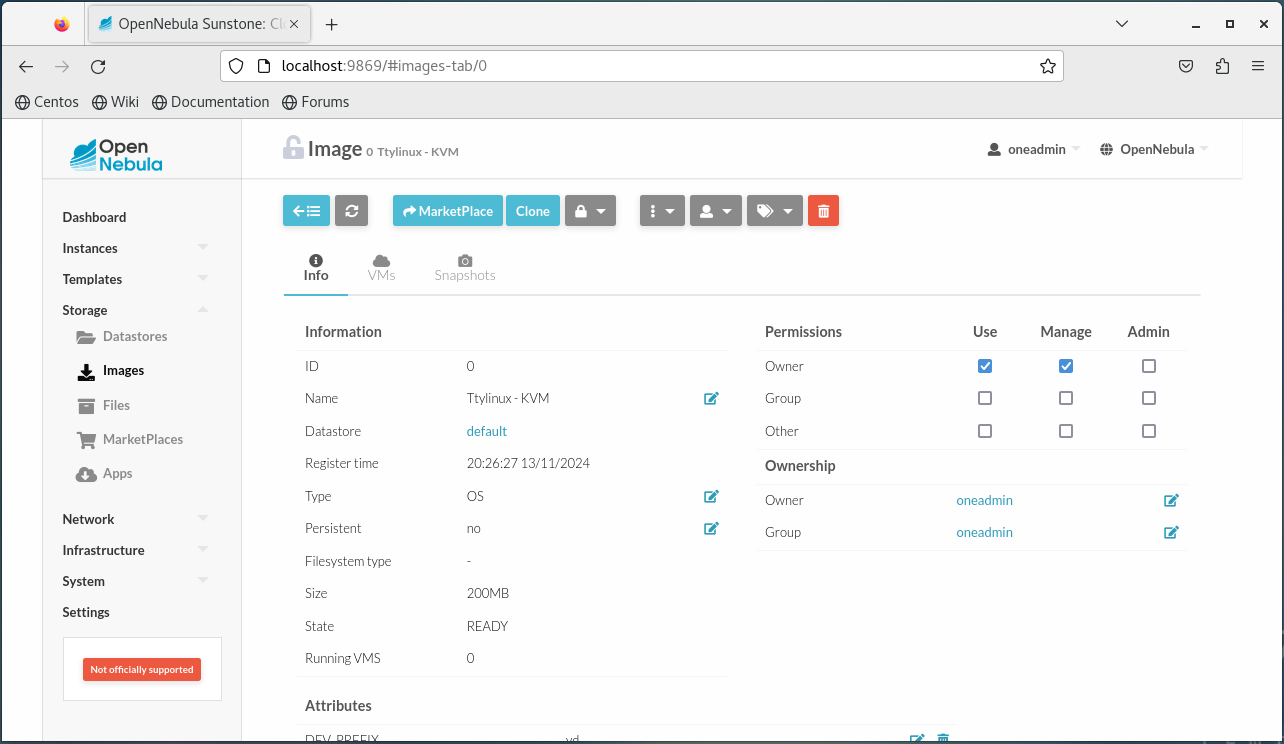 OpenNebula Sunstone: Clo
localhost:9869/#images-tab/0
Centos Wiki Documentation Forums
Open Nebula
Image 0 Ttylinux - KVM
oneadmin OpenNebula
MarketPlace Clone
Dashboard
Instances
Templates
Storage
Datastores
Images
Files
MarketPlaces
Apps
Network
Infrastructure
System
Settings
Not officially supported
Info VMs Snapshots
Information
ID 0
Name Ttylinux - KVM
Datastore default
Register time 20:26:27 13/11/2024
Type OS
Persistent no
Filesystem type -
Size 200MB
State READY
Running VMS 0
Permissions Use Manage Admin
Owner
Group
Other
Ownership
Owner oneadmin
Group oneadmin
Attributes
DEV_PREFIX vd